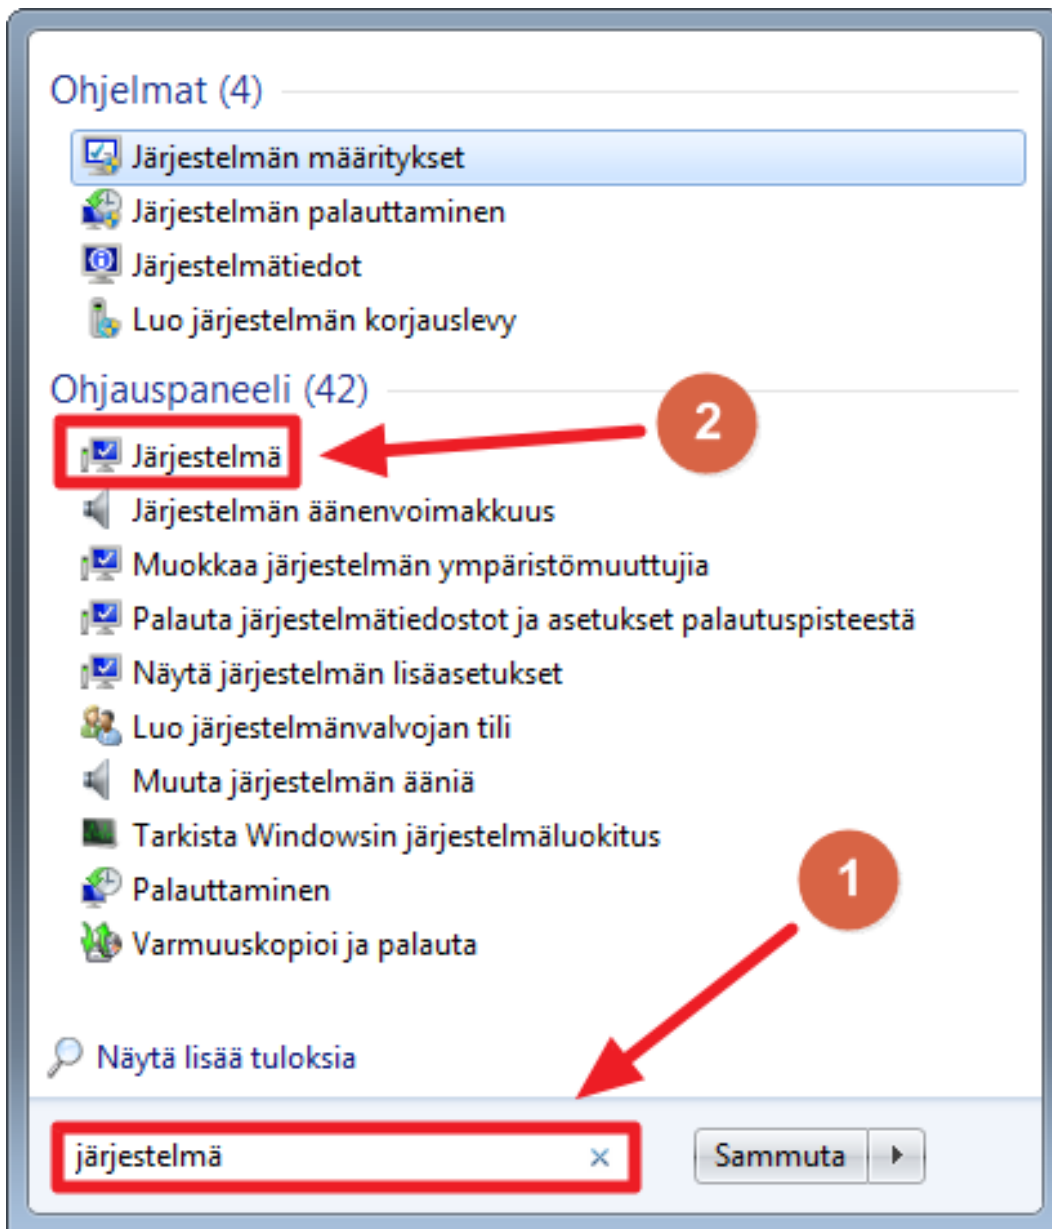 Ohjelmat (4)
Järjestelmän määritykset
Järjestelmän palauttaminen
Järjestelmätiedot
Luo järjestelmän korjauslevy
Ohjauspaneeli (42)
2
Järjestelmä
Järjestelmän äänenvoimakkuus
Muokkaa järjestelmän ympäristömuuttujia
Palauta järjestelmätiedostot ja asetukset palautuspisteestä
Näytä järjestelmän lisäasetukset
Luo järjestelmänvalvojan tili
Muuta järjestelmän ääniä
Tarkista Windowsin järjestelmäluokitus
1
Palauttaminen
Varmuuskopioi ja palauta
Näytä lisää tuloksia
järjestelmä Sammuta